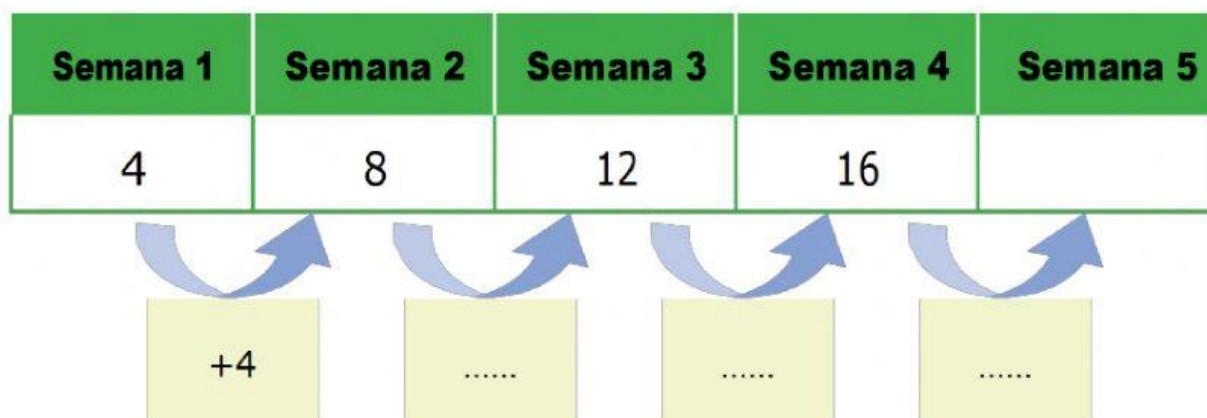 Semana 1 Semana 2 Semana 3 Semana 4 Semana 5
4 8 12 16
+4 ...... ...... ......